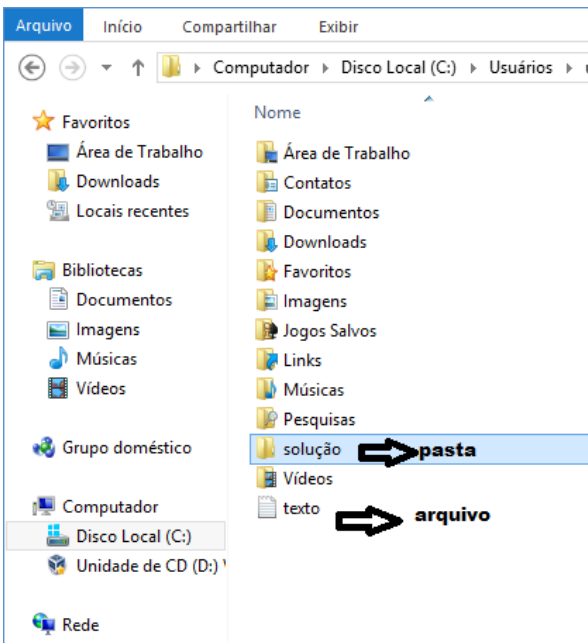 Arquivo Início Compartilhar Exibir
Computador Disco Local (C:) Usuários
Favoritos
Área de Trabalho
Downloads
Locais recentes
Bibliotecas
Documentos
Imagens
Músicas
Vídeos
Grupo doméstico
Computador
Disco Local (C:)
Unidade de CD (D:)
Rede
Nome
Área de Trabalho
Contatos
Documentos
Downloads
Favoritos
Imagens
Jogos Salvos
Links
Músicas
Pesquisas
solução pasta
Vídeos
texto arquivo